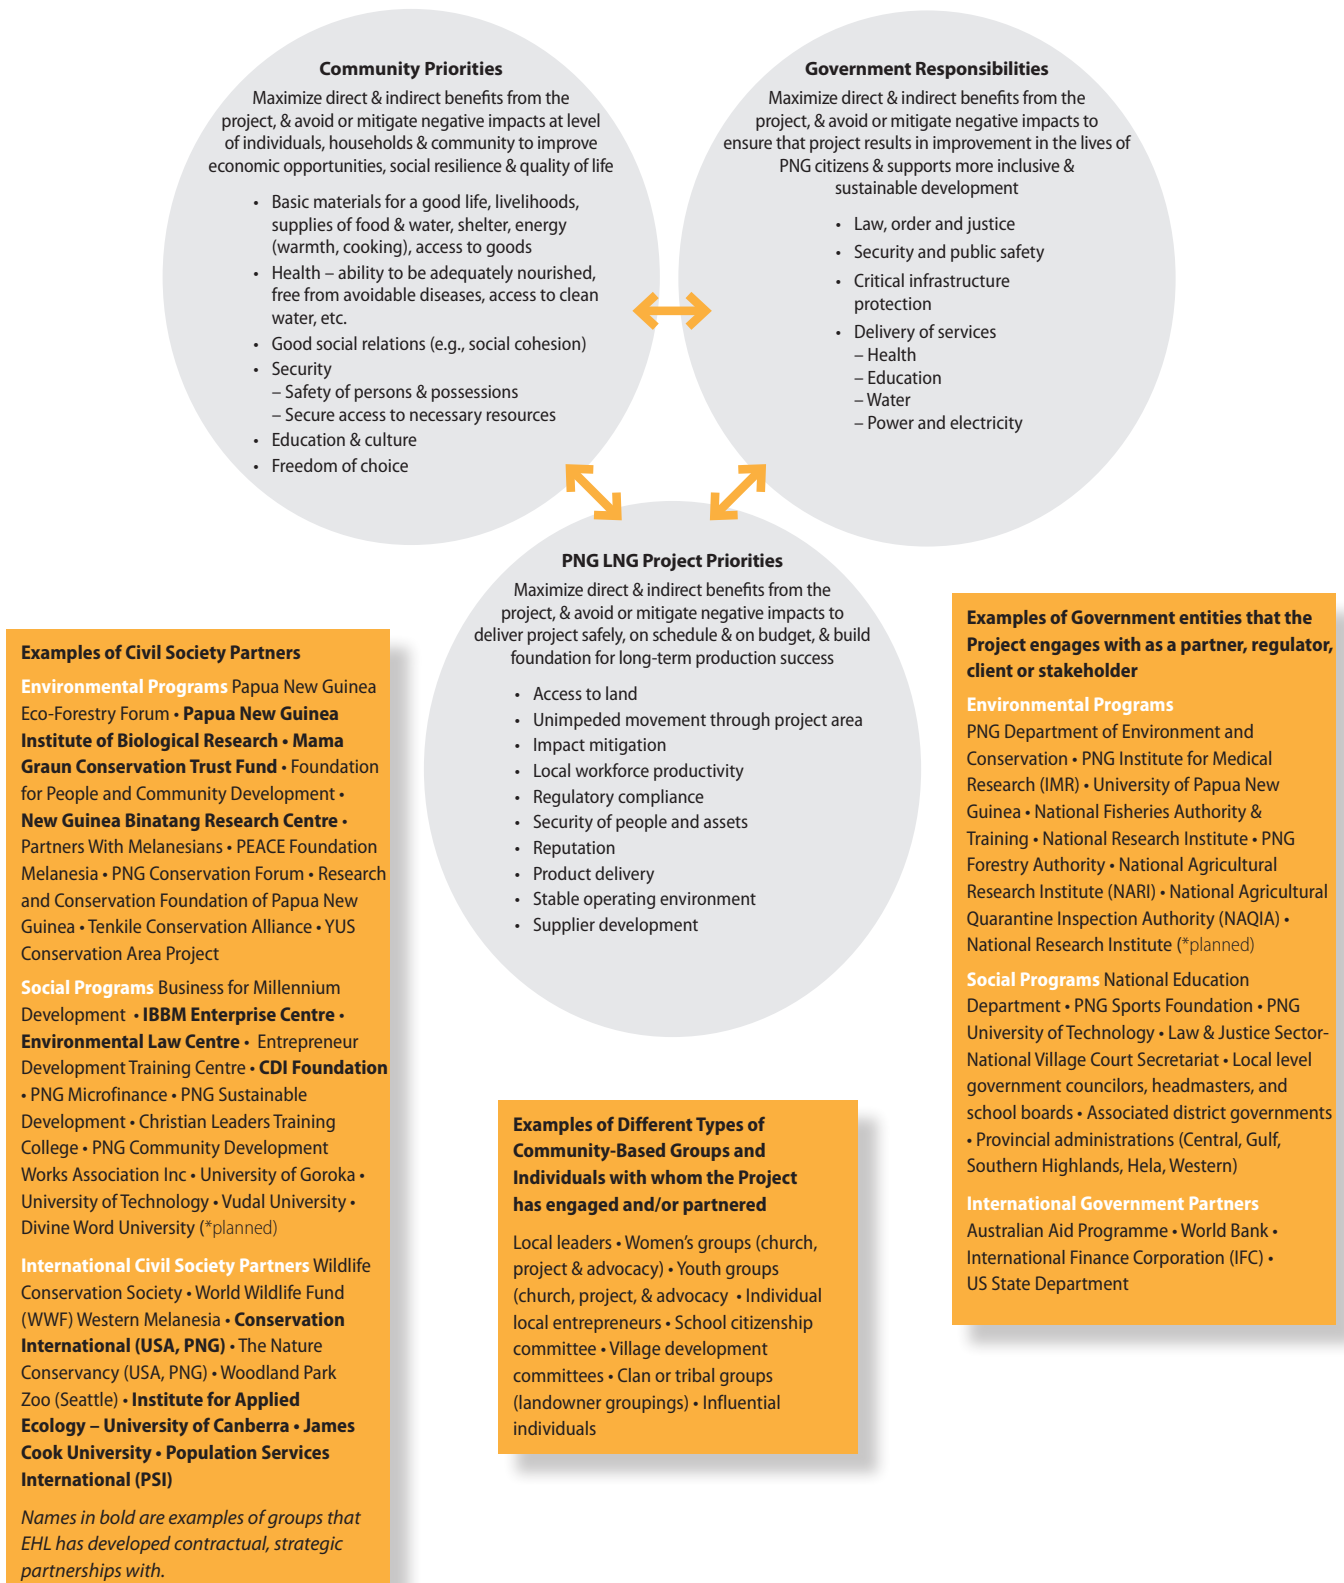 Community Priorities
Maximize direct & indirect benefits from the
project, & avoid or mitigate negative impacts at level
of individuals, households & community to improve
economic opportunities, social resilience & quality of life
• Basic materials for a good life, livelihoods,
supplies of food & water, shelter, energy
(warmth, cooking), access to goods
• Health – ability to be adequately nourished,
free from avoidable diseases, access to clean
water, etc.
• Good social relations (e.g., social cohesion)
• Security
– Safety of persons & possessions
– Secure access to necessary resources
• Education & culture
• Freedom of choice
Government Responsibilities
Maximize direct & indirect benefits from the
project, & avoid or mitigate negative impacts to
ensure that project results in improvement in the lives of
PNG citizens & supports more inclusive &
sustainable development
• Law, order and justice
• Security and public safety
• Critical infrastructure
protection
• Delivery of services
– Health
– Education
– Water
– Power and electricity
PNG LNG Project Priorities
Maximize direct & indirect benefits from the
project, & avoid or mitigate negative impacts to
deliver project safely, on schedule & on budget, & build
foundation for long-term production success
• Access to land
• Unimpeded movement through project area
• Impact mitigation
• Local workforce productivity
• Regulatory compliance
• Security of people and assets
• Reputation
• Product delivery
• Stable operating environment
• Supplier development
Examples of Civil Society Partners
Environmental Programs Papua New Guinea
Eco-Forestry Forum • Papua New Guinea
Institute of Biological Research • Mama
Graun Conservation Trust Fund • Foundation
for People and Community Development •
New Guinea Binatang Research Centre •
Partners With Melanesians • PEACE Foundation
Melanesia • PNG Conservation Forum • Research
and Conservation Foundation of Papua New
Guinea • Tenkile Conservation Alliance • YUS
Conservation Area Project
Social Programs Business for Millennium
Development • IBBM Enterprise Centre •
Environmental Law Centre • Entrepreneur
Development Training Centre • CDI Foundation
• PNG Microfinance • PNG Sustainable
Development • Christian Leaders Training
College • PNG Community Development
Works Association Inc • University of Goroka •
University of Technology • Vudal University •
Divine Word University (*planned)
International Civil Society Partners Wildlife
Conservation Society • World Wildlife Fund
(WWF) Western Melanesia • Conservation
International (USA, PNG) • The Nature
Conservancy (USA, PNG) • Woodland Park
Zoo (Seattle) • Institute for Applied
Ecology – University of Canberra • James
Cook University • Population Services
International (PSI)
Names in bold are examples of groups that
EHL has developed contractual, strategic
partnerships with.
Examples of Different Types of
Community-Based Groups and
Individuals with whom the Project
has engaged and/or partnered
Local leaders • Women's groups (church,
project & advocacy) • Youth groups
(church, project, & advocacy • Individual
local entrepreneurs • School citizenship
committee • Village development
committees • Clan or tribal groups
(landowner groupings) • Influential
individuals
Examples of Government entities that the
Project engages with as a partner, regulator,
client or stakeholder
Environmental Programs
PNG Department of Environment and
Conservation • PNG Institute for Medical
Research (IMR) • University of Papua New
Guinea • National Fisheries Authority &
Training • National Research Institute • PNG
Forestry Authority • National Agricultural
Research Institute (NARI) • National Agricultural
Quarantine Inspection Authority (NAQIA) •
National Research Institute (*planned)
Social Programs National Education
Department • PNG Sports Foundation • PNG
University of Technology • Law & Justice Sector-
National Village Court Secretariat • Local level
government councilors, headmasters, and
school boards • Associated district governments
• Provincial administrations (Central, Gulf,
Southern Highlands, Hela, Western)
International Government Partners
Australian Aid Programme • World Bank •
International Finance Corporation (IFC) •
US State Department